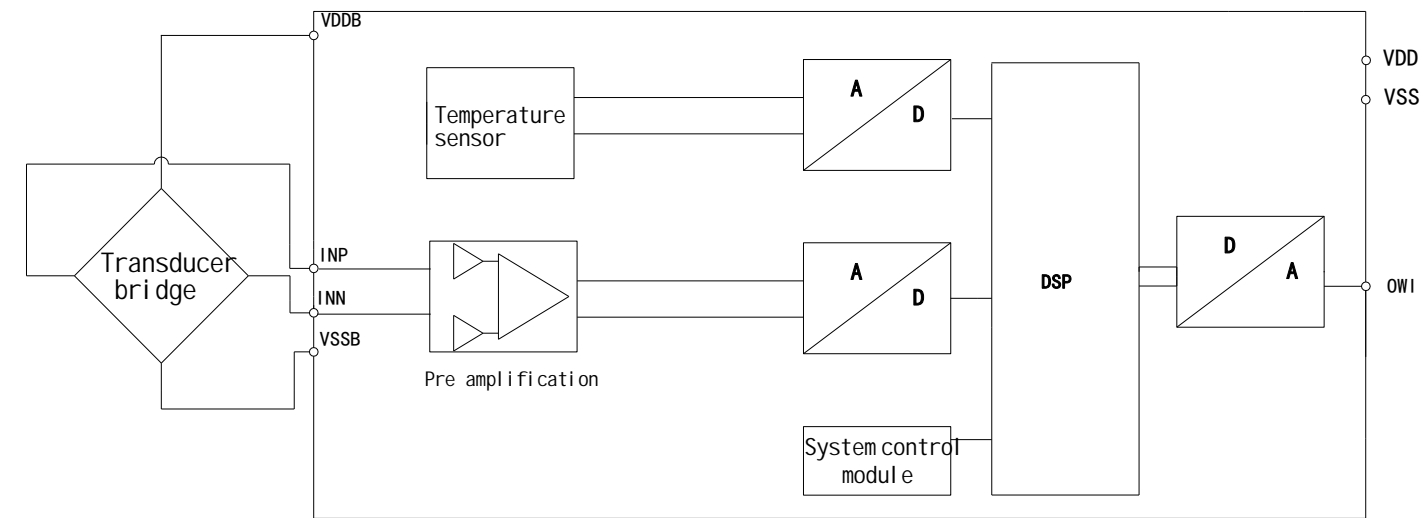 VDDB
VDD
VSS
A
D
Temperature
sensor
INP
INN
VSSB
Transducer
bridge
A
D
DSP
D
A
OWI
Pre amplification
System control
module